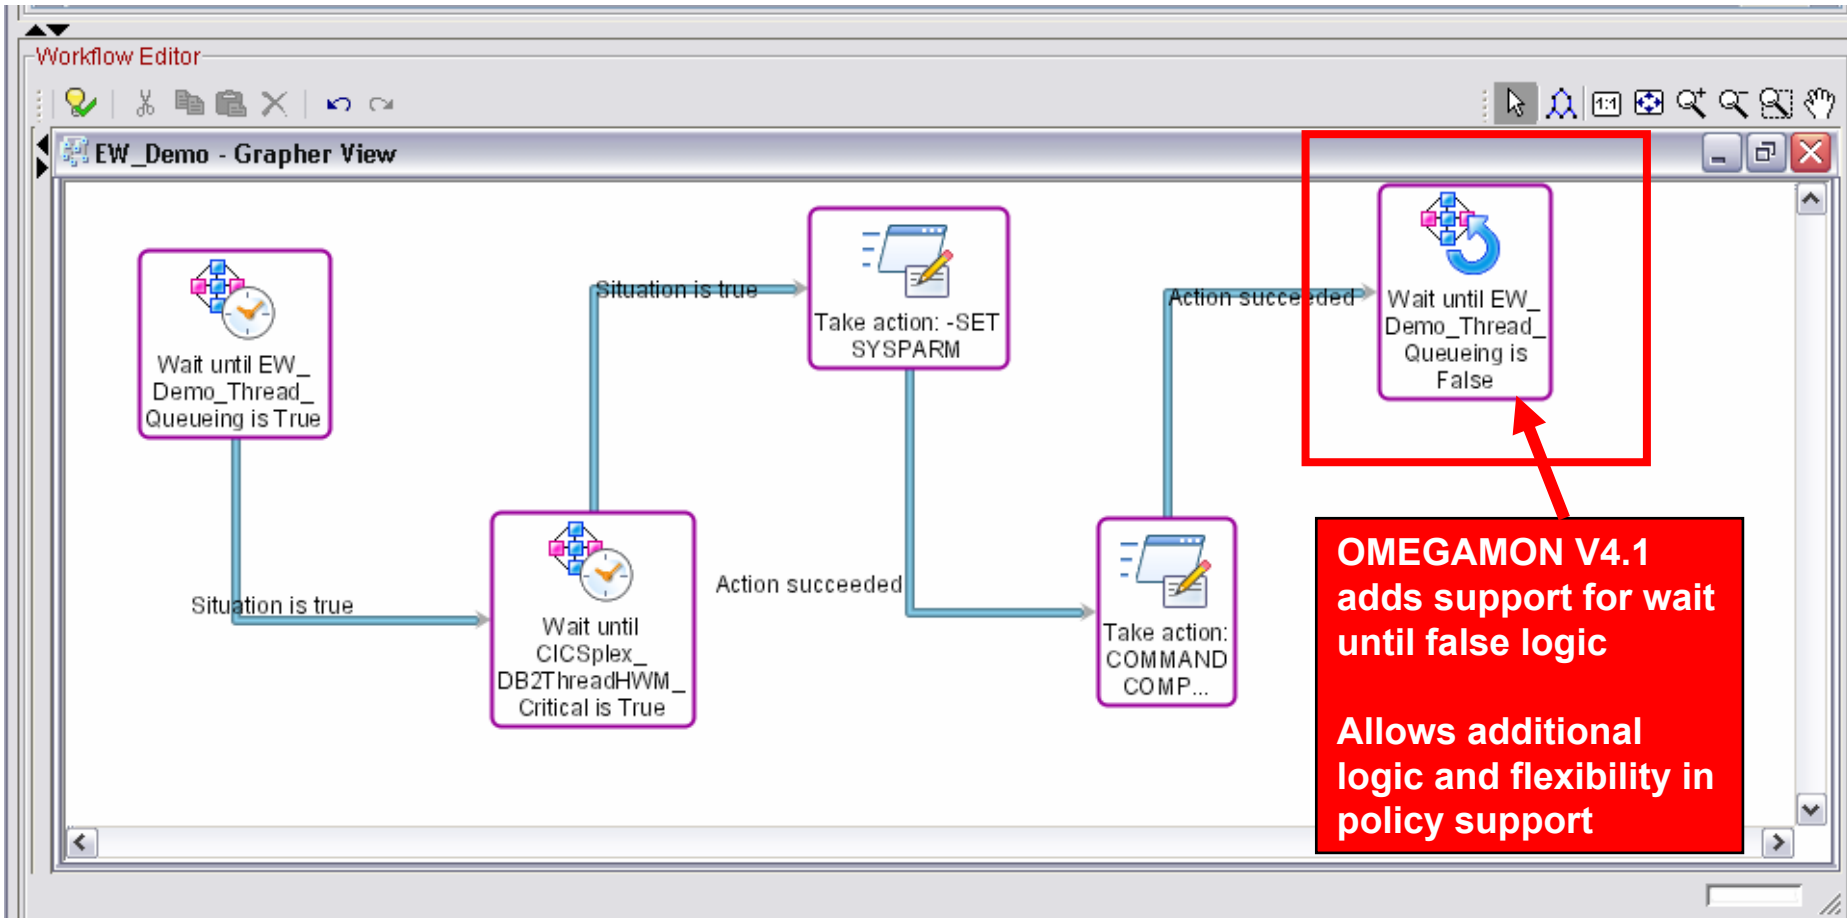 Workflow Editor
1:1
EW_Demo - Grapher View
Wait until EW_
Demo_Thread_
Queueing is True
Situation is true
Wait until
CICSplex_
DB2ThreadHWM_
Critical is True
Situation is true
Take action: -SET
SYSPARM
Action succeeded
Take action:
COMMAND
COMP...
Action succeeded
Wait until EW_
Demo_Thread_
Queueing is
False
OMEGAMON V4.1
adds support for wait
until false logic
Allows additional
logic and flexibility in
policy support